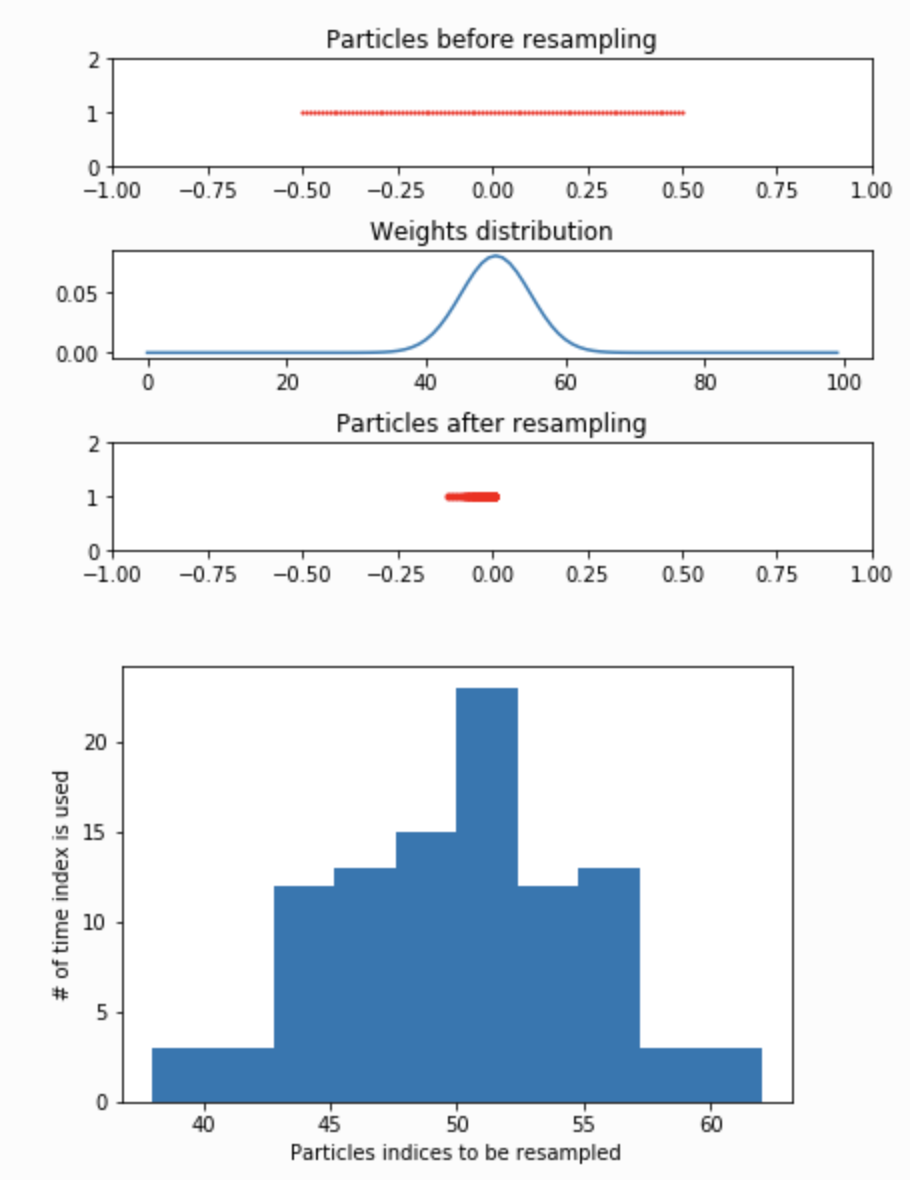 Particles before resampling
2
1
0
−1.00 −0.75 −0.50 −0.25 0.00 0.25 0.50 0.75 1.00
Weights distribution
0.05
0.00
0 20 40 60 80 100
Particles after resampling
2
1
0
−1.00 −0.75 −0.50 −0.25 0.00 0.25 0.50 0.75 1.00
# of time index is used
20
15
10
5
0
40 45 50 55 60
Particles indices to be resampled